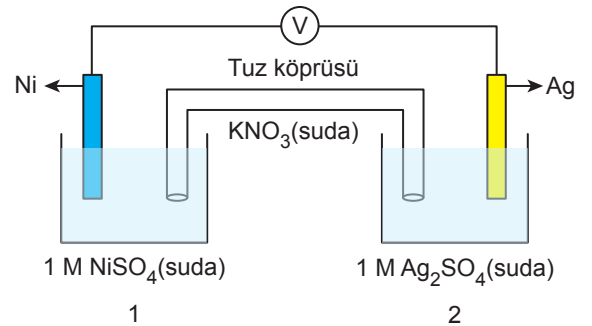 V
Tuz köprüsü
Ni
Ag
KNO₃(suda)
1 M NiSO₄(suda)
1 M Ag₂SO₄(suda)
1
2